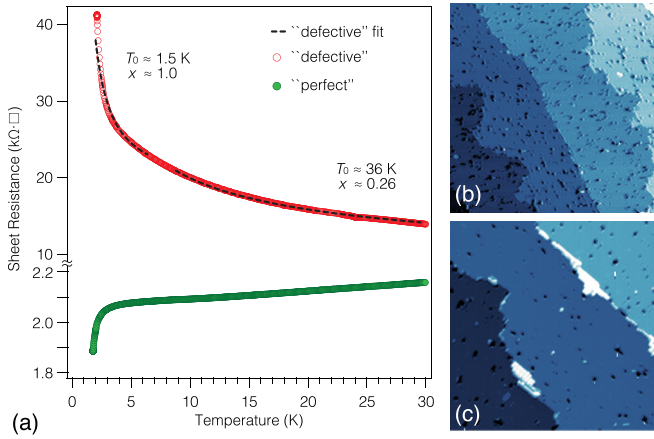 (a)
40
30
20
10
2.2
2.0
1.8
Sheet Resistance (kΩ·□)
T₀ ≈ 1.5 K
x ≈ 1.0
``defective'' fit
``defective''
``perfect''
T₀ ≈ 36 K
x ≈ 0.26
0 5 10 15 20 25 30
Temperature (K)
(b)
(c)